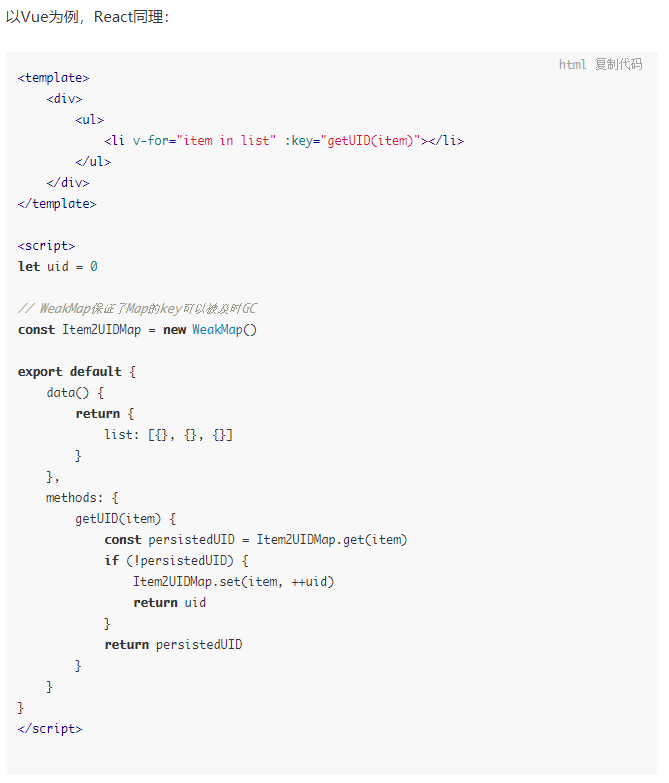 以Vue为例，React同理：
html 复制代码
<template>
    <div>
        <ul>
            <li v-for="item in list" :key="getUID(item)"></li>
        </ul>
    </div>
</template>

<script>
let uid = 0

// WeakMap保证了Map的key可以被及时GC
const Item2UIDMap = new WeakMap()

export default {
    data() {
        return {
            list: [{}, {}, {}]
        }
    },
    methods: {
        getUID(item) {
            const persistedUID = Item2UIDMap.get(item)
            if (!persistedUID) {
                Item2UIDMap.set(item, ++uid)
                return uid
            }
            return persistedUID
        }
    }
}
</script>